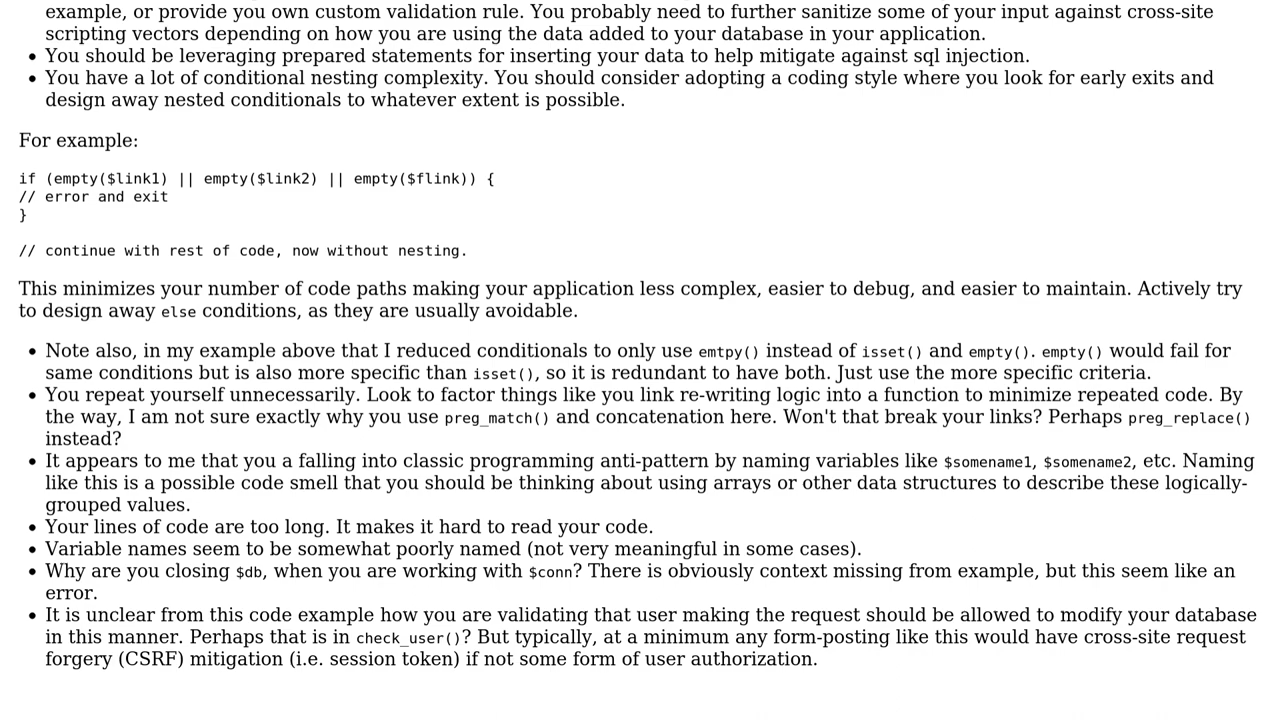 example, or provide you own custom validation rule. You probably need to further sanitize some of your input against cross-site
scripting vectors depending on how you are using the data added to your database in your application.
• You should be leveraging prepared statements for inserting your data to help mitigate against sql injection.
• You have a lot of conditional nesting complexity. You should consider adopting a coding style where you look for early exits and
design away nested conditionals to whatever extent is possible.
For example:
if (empty($link1) || empty($link2) || empty($flink)) {
// error and exit
}
// continue with rest of code, now without nesting.
This minimizes your number of code paths making your application less complex, easier to debug, and easier to maintain. Actively try
to design away else conditions, as they are usually avoidable.
• Note also, in my example above that I reduced conditionals to only use emtpy() instead of isset() and empty(). empty() would fail for
same conditions but is also more specific than isset(), so it is redundant to have both. Just use the more specific criteria.
• You repeat yourself unnecessarily. Look to factor things like you link re-writing logic into a function to minimize repeated code. By
the way, I am not sure exactly why you use preg_match() and concatenation here. Won't that break your links? Perhaps preg_replace()
instead?
• It appears to me that you a falling into classic programming anti-pattern by naming variables like $somename1, $somename2, etc. Naming
like this is a possible code smell that you should be thinking about using arrays or other data structures to describe these logically-
grouped values.
• Your lines of code are too long. It makes it hard to read your code.
• Variable names seem to be somewhat poorly named (not very meaningful in some cases).
• Why are you closing $db, when you are working with $conn? There is obviously context missing from example, but this seem like an
error.
• It is unclear from this code example how you are validating that user making the request should be allowed to modify your database
in this manner. Perhaps that is in check_user()? But typically, at a minimum any form-posting like this would have cross-site request
forgery (CSRF) mitigation (i.e. session token) if not some form of user authorization.